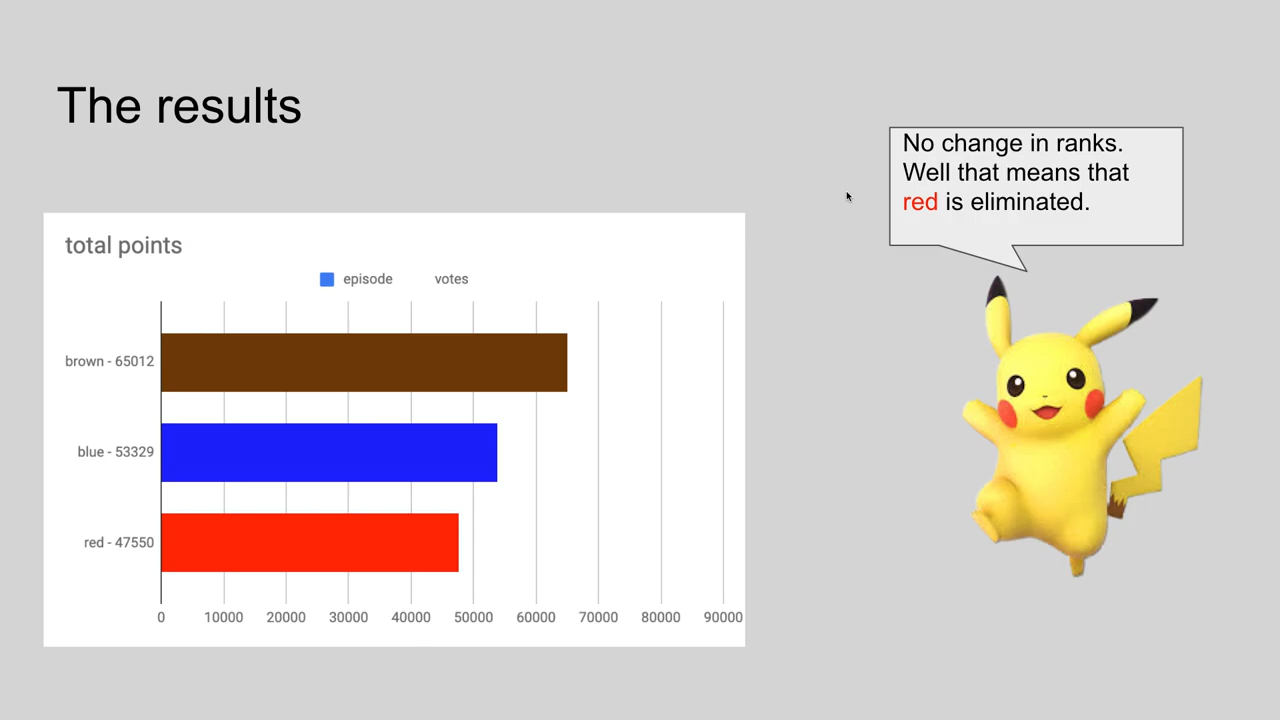 The results
No change in ranks.
Well that means that
red is eliminated.
total points
episode votes
brown - 65012
blue - 53329
red - 47550
0 10000 20000 30000 40000 50000 60000 70000 80000 90000